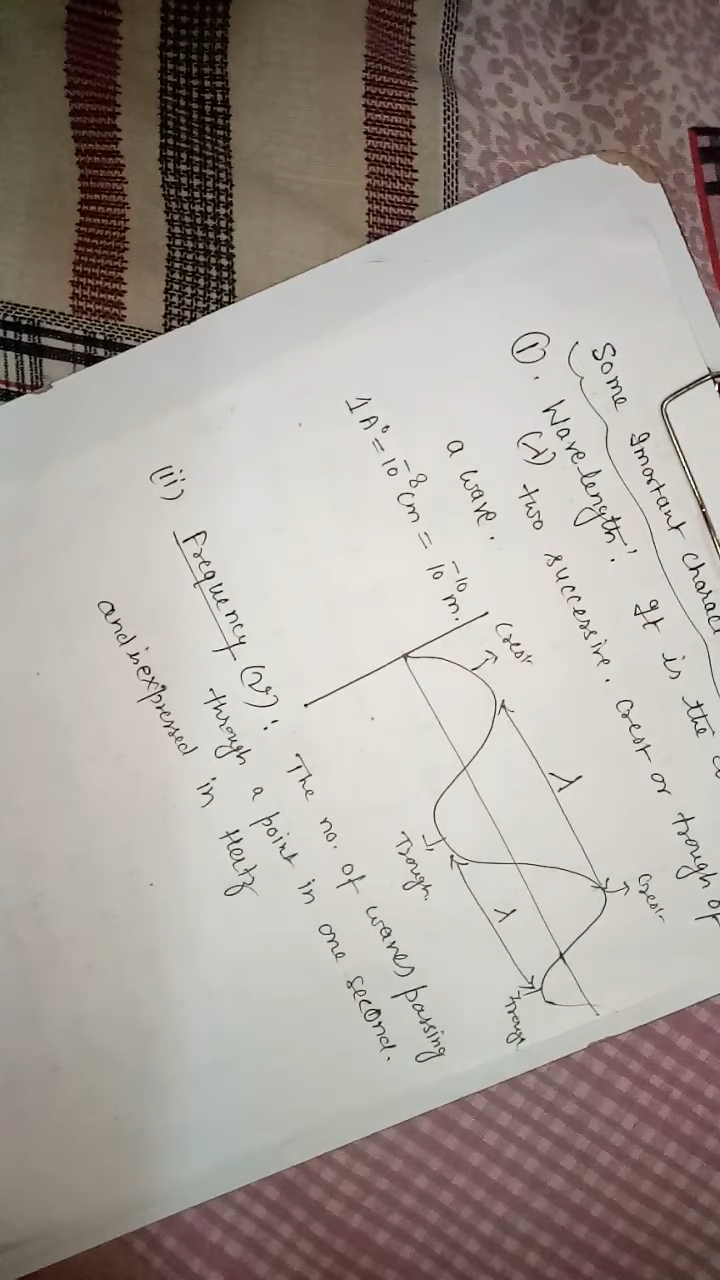 Some Imortant charac
①. Wavelength: It is the
(λ) two successive. Crest or trough of
a wave.
1A° = 10⁻⁸ cm = 10⁻¹⁰ m.
Crest
λ
Crest
Trough
λ
Trough
(ii) Frequency (ν): The no. of waves passing
through a point in one second.
and is expressed in Hertz